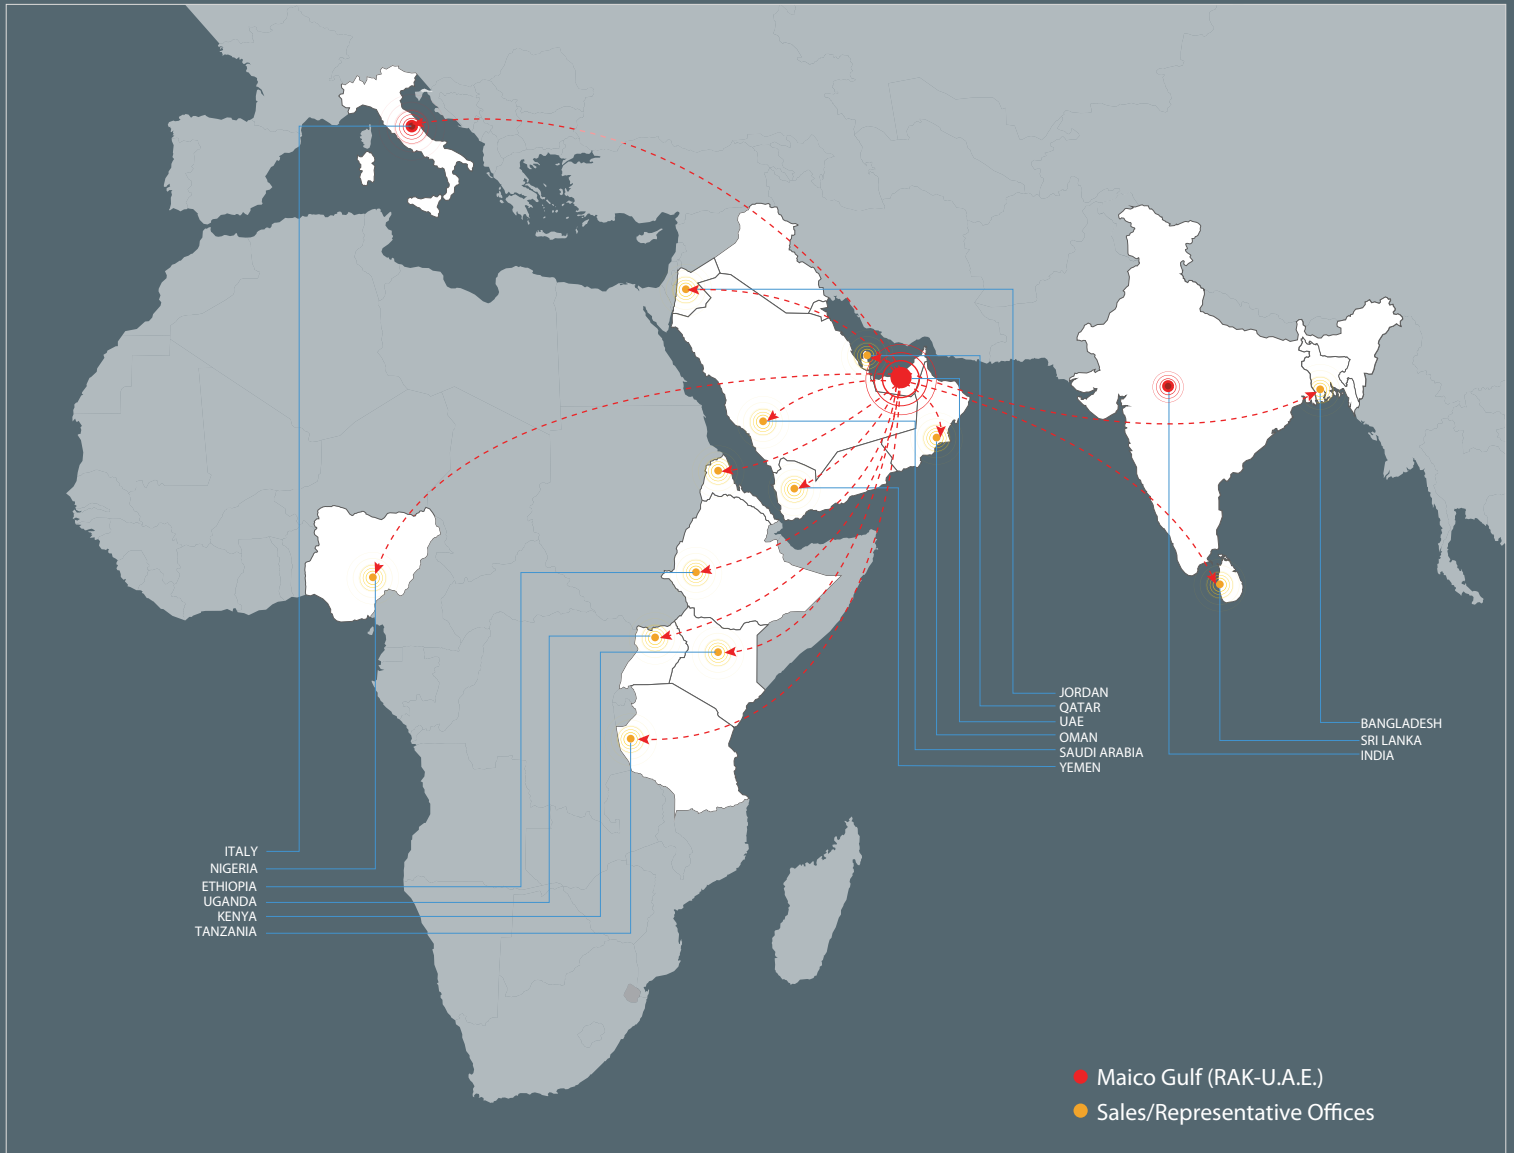 JORDAN
QATAR
UAE
OMAN
SAUDI ARABIA
YEMEN
BANGLADESH
SRI LANKA
INDIA
ITALY
NIGERIA
ETHIOPIA
UGANDA
KENYA
TANZANIA
Maico Gulf (RAK-U.A.E.)
Sales/Representative Offices